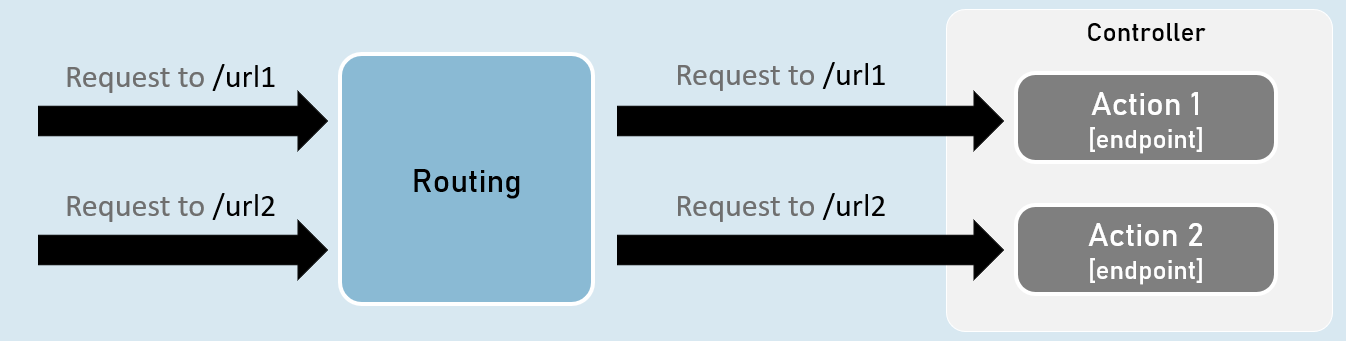 Controller
Request to /url1
Request to /url1
Action 1
[endpoint]
Routing
Request to /url2
Request to /url2
Action 2
[endpoint]